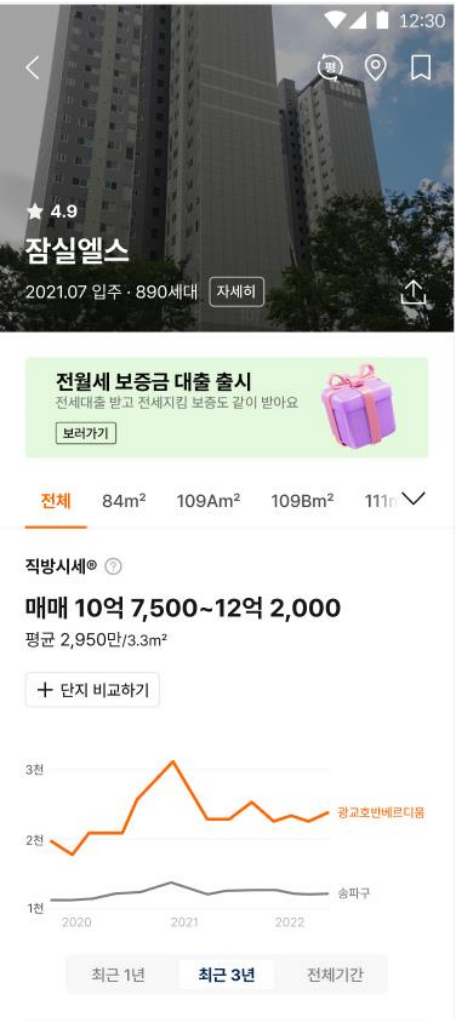 12:30
평
★ 4.9
잠실엘스
2021.07 입주 · 890세대 자세히
전월세 보증금 대출 출시
전세대출 받고 전세지킴 보증도 같이 받아요
보러가기
전체 84m² 109Am² 109Bm² 111
직방시세® ?
매매 10억 7,500~12억 2,000
평균 2,950만/3.3m²
+ 단지 비교하기
3천
광교호반베르디움
2천
송파구
1천
2020 2021 2022
최근 1년 최근 3년 전체기간